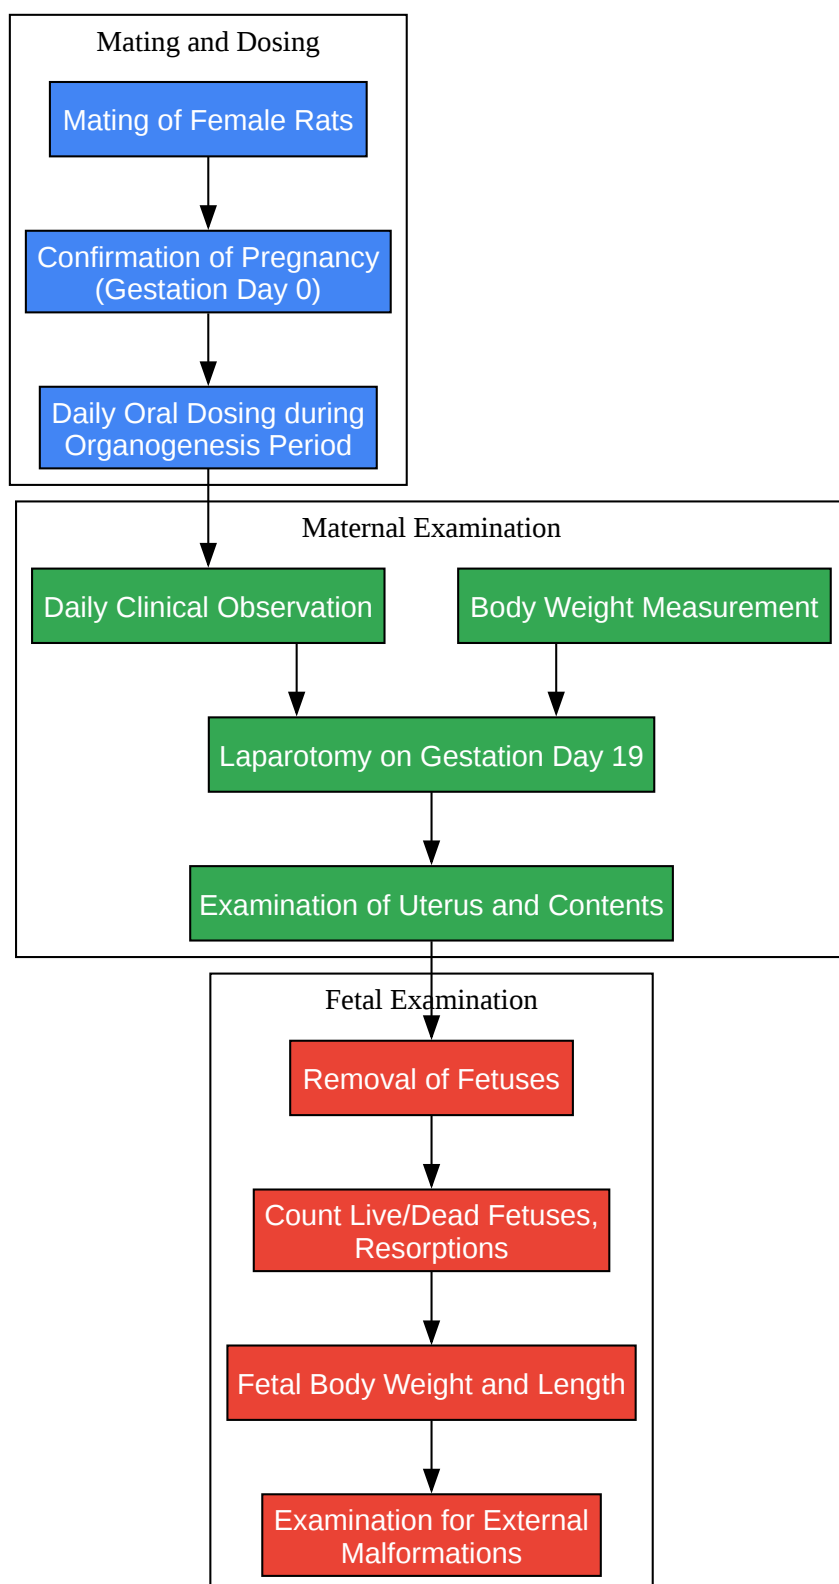 Mating and Dosing
Mating of Female Rats
Confirmation of Pregnancy
(Gestation Day 0)
Daily Oral Dosing during
Organogenesis Period
Maternal Examination
Daily Clinical Observation
Body Weight Measurement
Laparotomy on Gestation Day 19
Examination of Uterus and Contents
Fetal Examination
Removal of Fetuses
Count Live/Dead Fetuses,
Resorptions
Fetal Body Weight and Length
Examination for External
Malformations